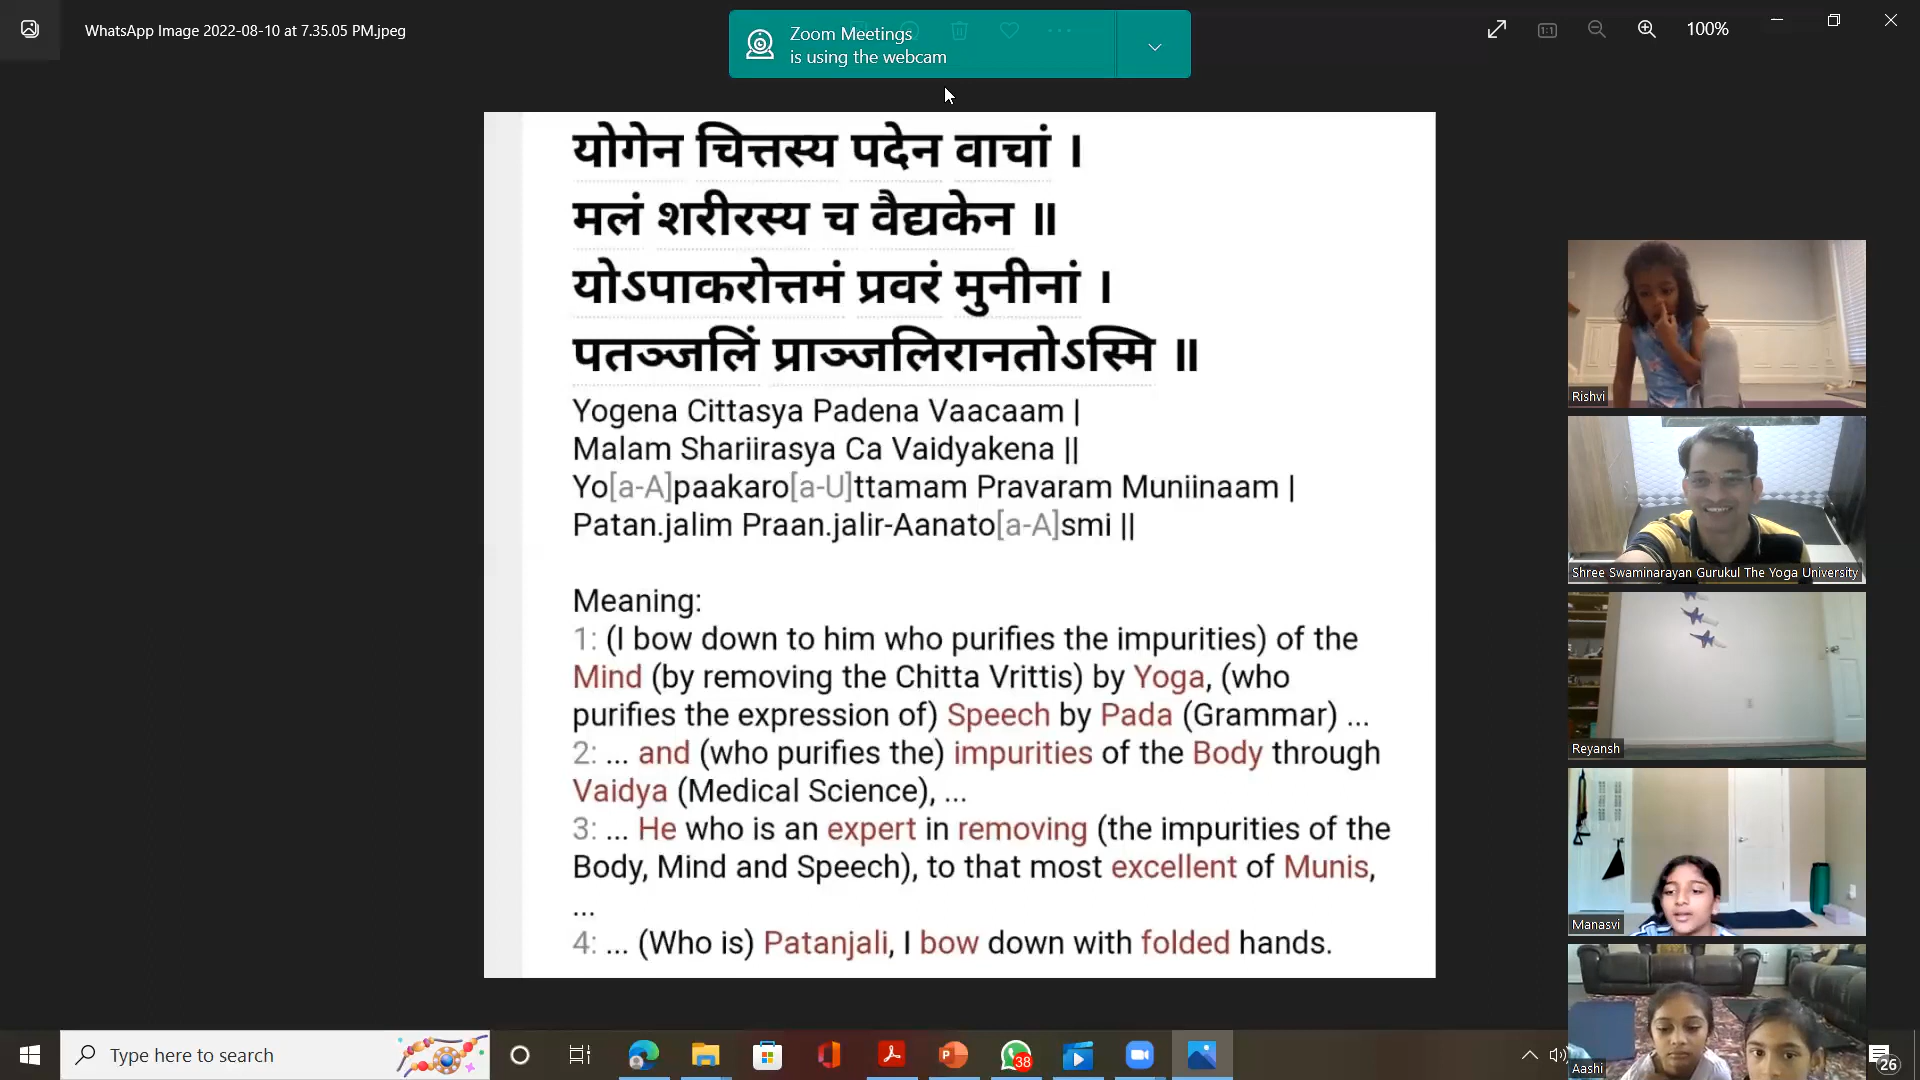 WhatsApp Image 2022-08-10 at 7.35.05 PM.jpeg
Zoom Meetings
is using the webcam
1:1
100%
योगेन चित्तस्य पदेन वाचां ।
मलं शरीरस्य च वैद्यकेन ॥
योऽपाकरोत्तमं प्रवरं मुनीनां ।
पतञ्जलिं प्राञ्जलिरानतोऽस्मि ॥
Yogena Cittasya Padena Vaacaam |
Malam Shariirasya Ca Vaidyakena ||
Yo[a-A]paakaro[a-U]ttamam Pravaram Muniinaam |
Patan.jalim Praan.jalir-Aanato[a-A]smi ||
Meaning:
1: (I bow down to him who purifies the impurities) of the
Mind (by removing the Chitta Vrittis) by Yoga, (who
purifies the expression of) Speech by Pada (Grammar) ...
2: ... and (who purifies the) impurities of the Body through
Vaidya (Medical Science), ...
3: ... He who is an expert in removing (the impurities of the
Body, Mind and Speech), to that most excellent of Munis,
...
4: ... (Who is) Patanjali, I bow down with folded hands.
Rishvi
Shree Swaminarayan Gurukul The Yoga University
Reyansh
Manasvi
Aashi
Type here to search
38
26